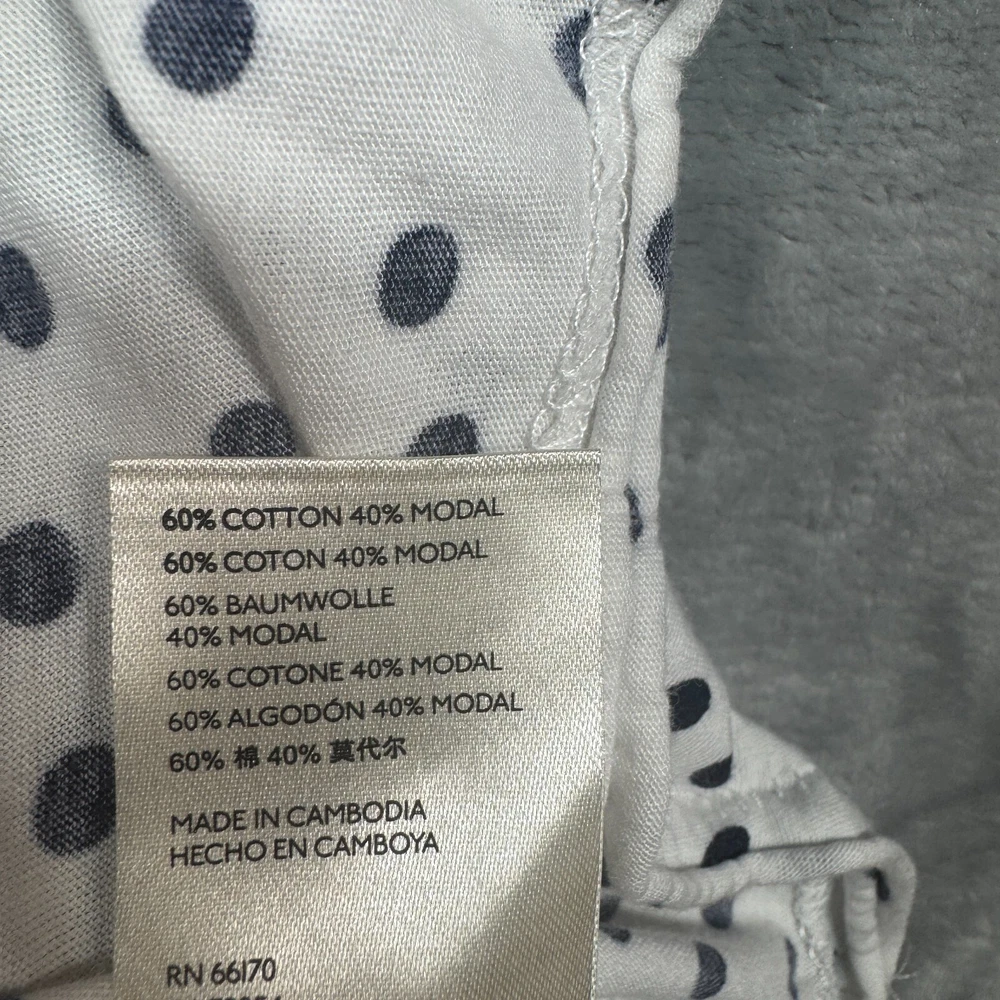 60% COTTON 40% MODAL
60% COTON 40% MODAL
60% BAUMWOLLE
40% MODAL
60% COTONE 40% MODAL
60% ALGODÓN 40% MODAL
60% 棉 40% 莫代尔
MADE IN CAMBODIA
HECHO EN CAMBOYA
RN 66170